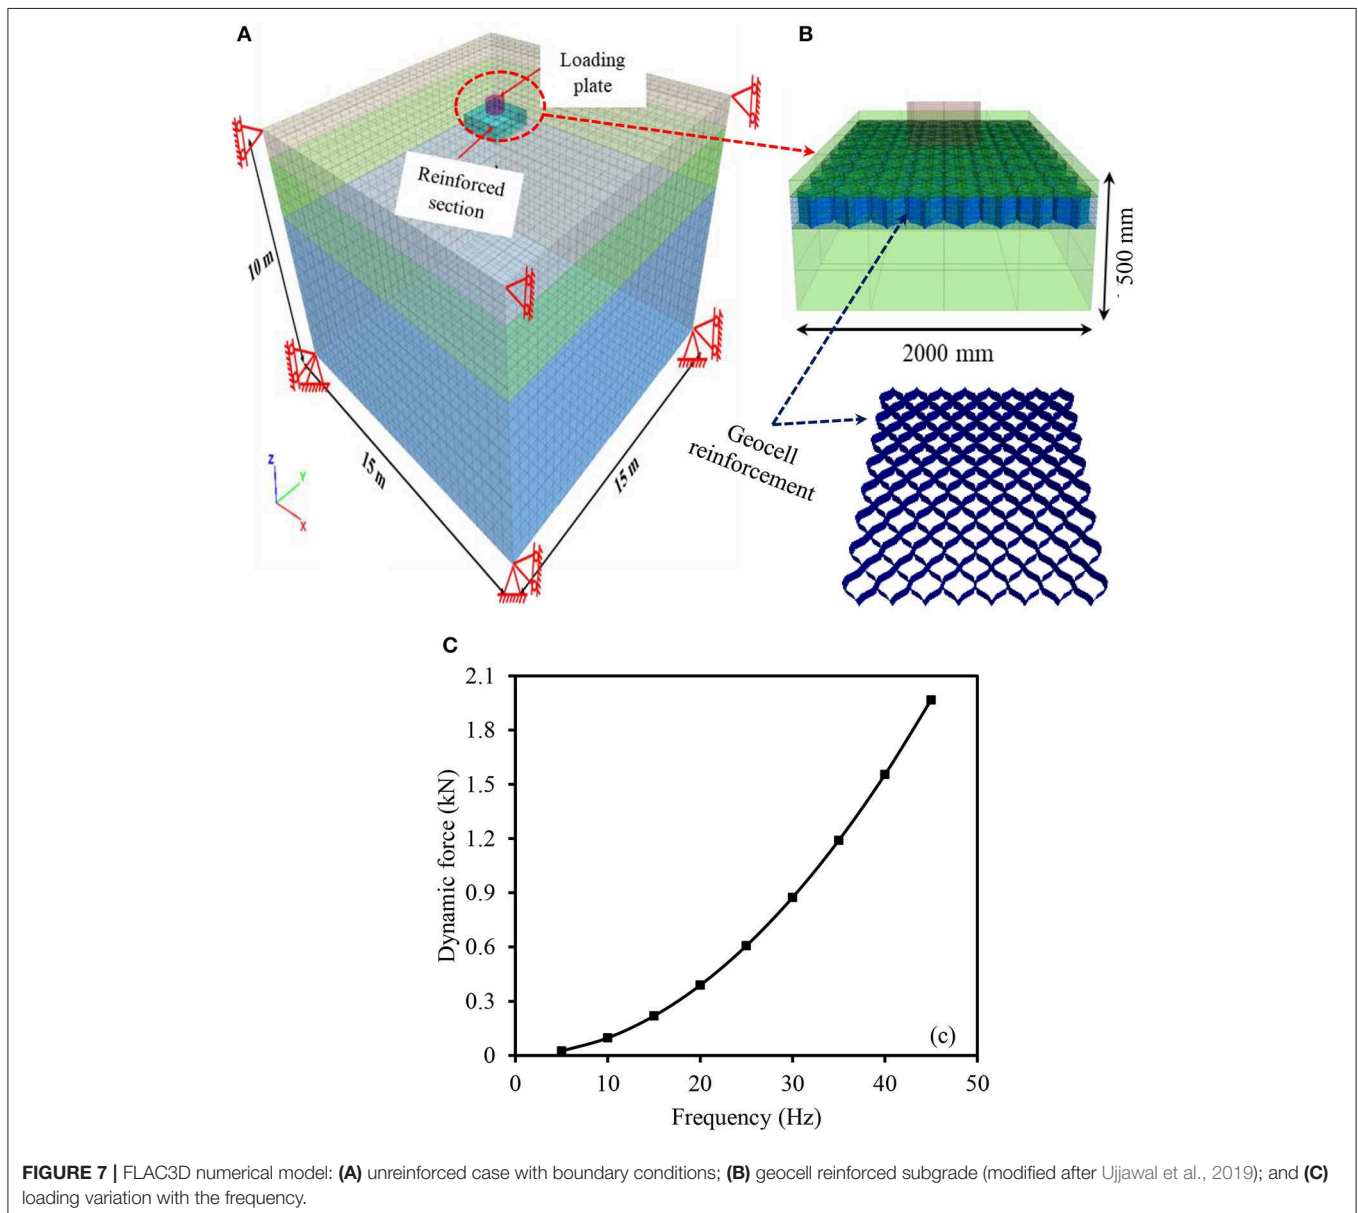 A
Loading
plate
Reinforced
section
10 m
15 m
15 m
Z
Y
X
B
500 mm
2000 mm
Geocell
reinforcement
C
2.1
1.8
1.5
1.2
0.9
0.6
0.3
0
Dynamic force (kN)
(c)
0 10 20 30 40 50
Frequency (Hz)
FIGURE 7 | FLAC3D numerical model: (A) unreinforced case with boundary conditions; (B) geocell reinforced subgrade (modified after Ujjawal et al., 2019); and (C)
loading variation with the frequency.